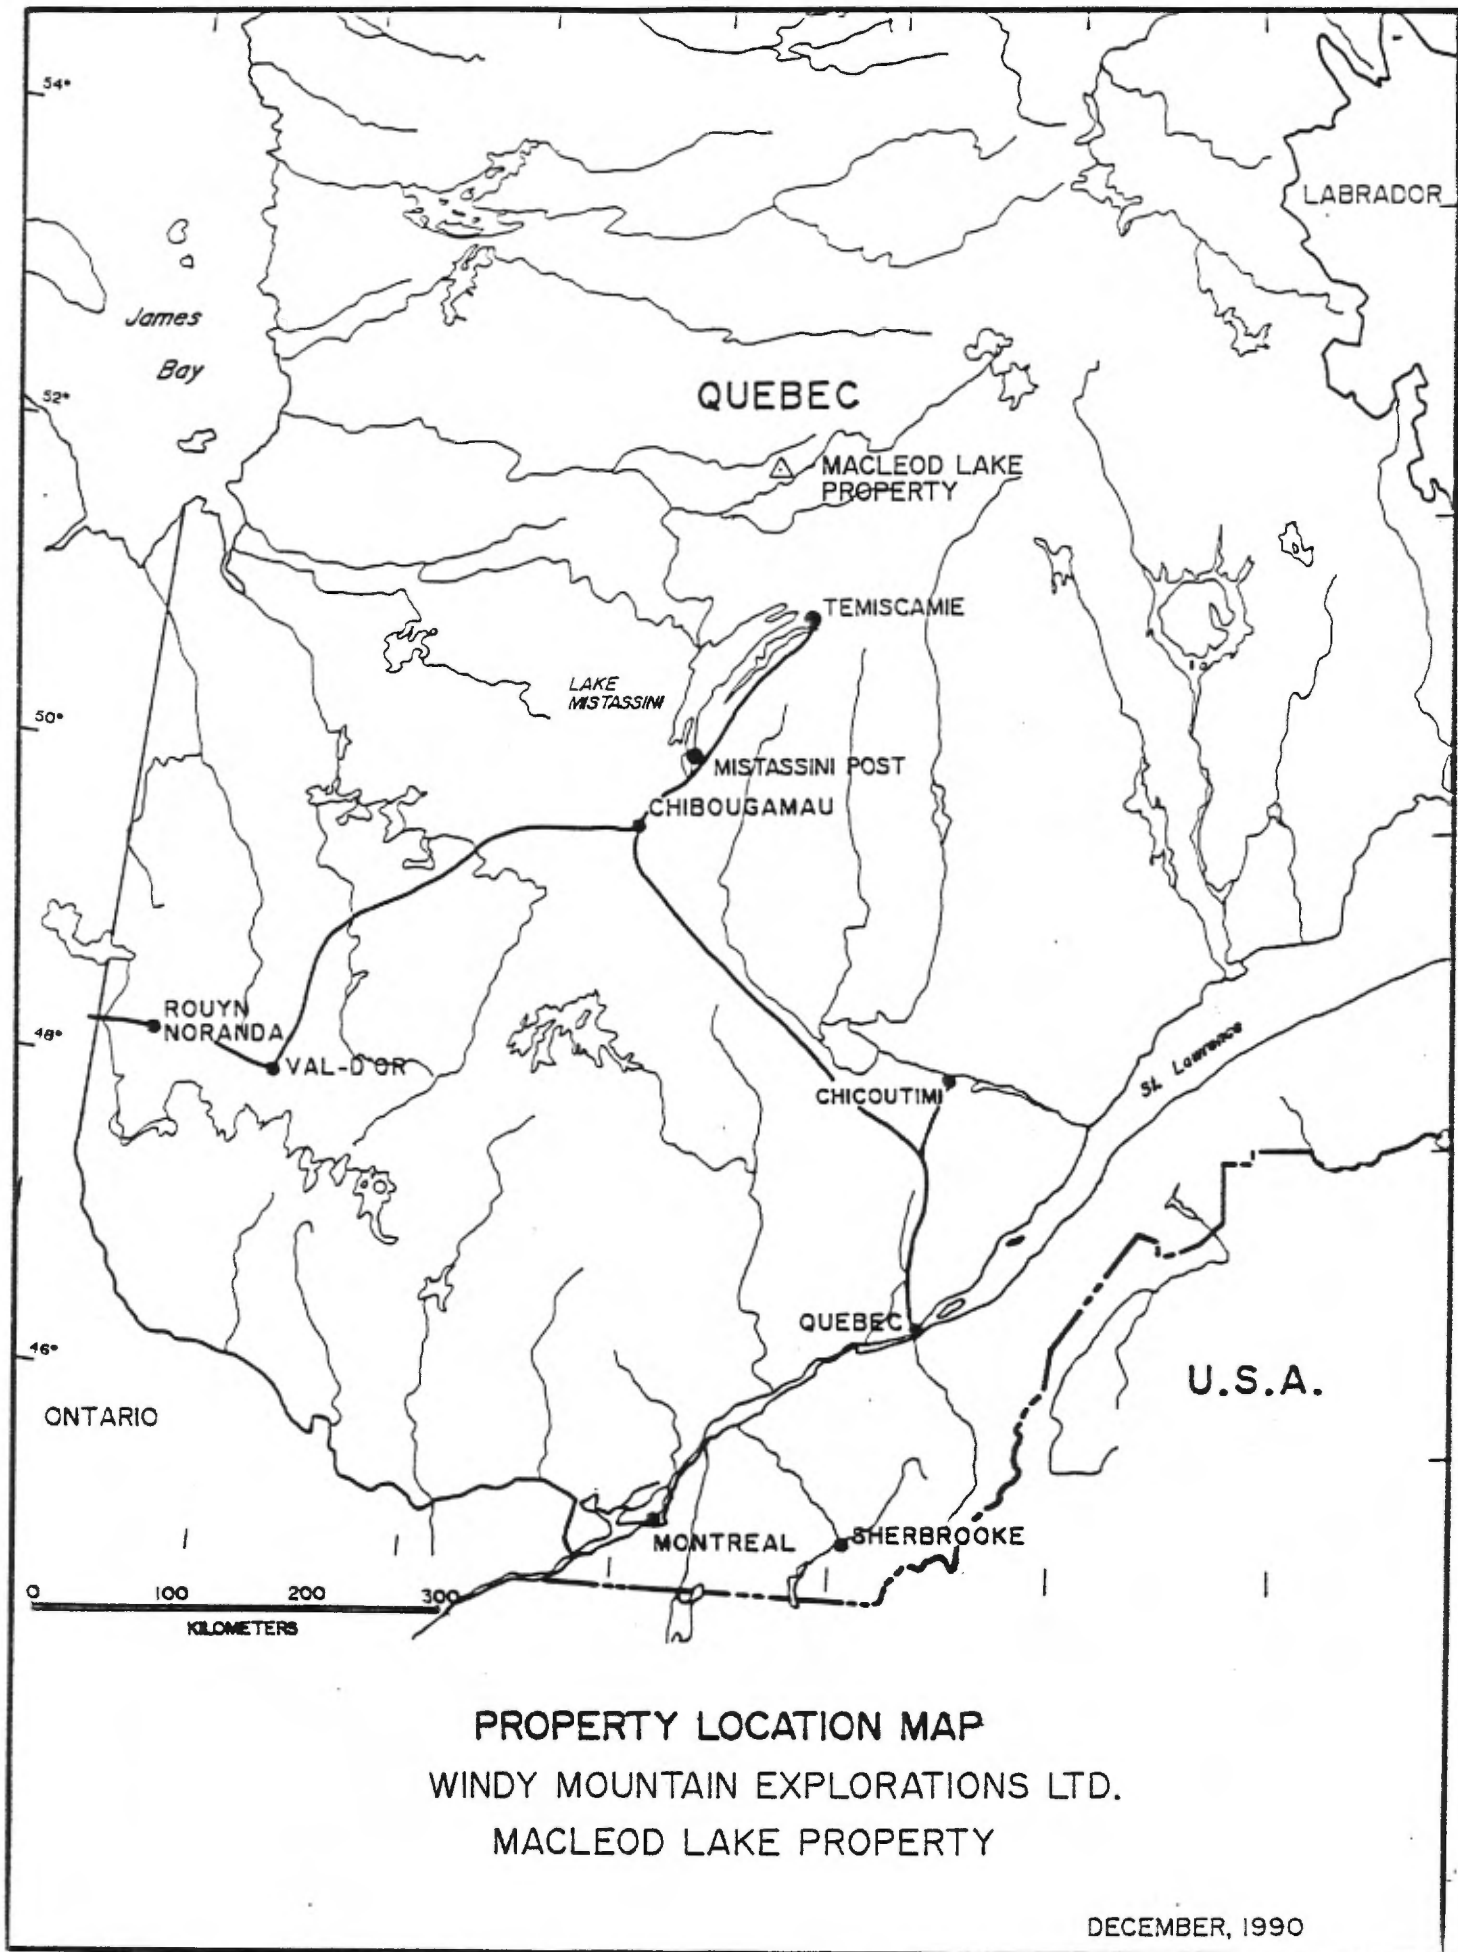 54°
LABRADOR
James
Bay
52°
QUEBEC
MACLEOD LAKE
PROPERTY
TEMISCAMIE
LAKE
MISTASSINI
50°
MISTASSINI POST
CHIBOUGAMAU
ROUYN
NORANDA
48°
VAL-D'OR
CHICOUTIMI
St. Lawrence
QUEBEC
46°
U.S.A.
ONTARIO
MONTREAL
SHERBROOKE
0 100 200 300
KILOMETERS
PROPERTY LOCATION MAP
WINDY MOUNTAIN EXPLORATIONS LTD.
MACLEOD LAKE PROPERTY
DECEMBER, 1990